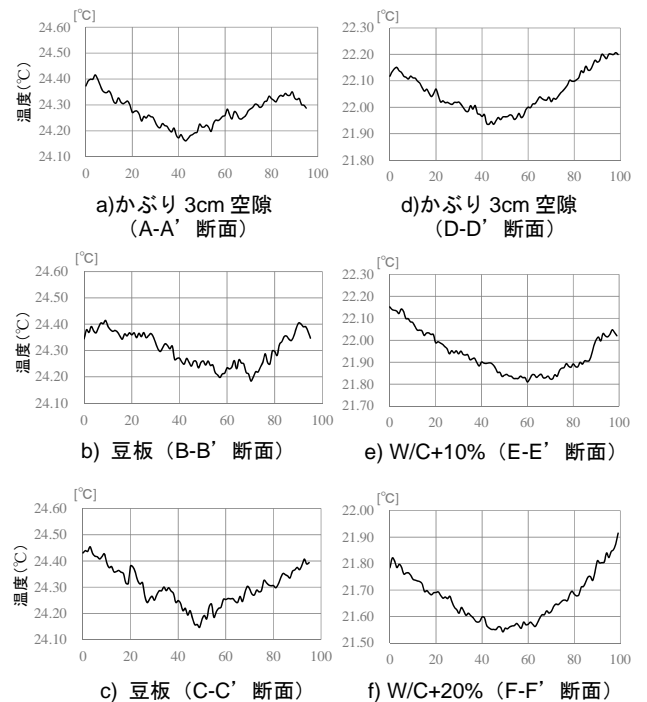 [℃]
24.60
24.50
24.40
24.30
24.20
24.10
温度(℃)
0 20 40 60 80 100
a)かぶり 3cm 空隙
（A-A’ 断面）
[℃]
22.30
22.20
22.10
22.00
21.90
21.80
0 20 40 60 80 100
d)かぶり 3cm 空隙
（D-D’ 断面）
[℃]
24.60
24.50
24.40
24.30
24.20
24.10
温度(℃)
0 20 40 60 80 100
b) 豆板（B-B’ 断面）
[℃]
22.30
22.20
22.10
22.00
21.90
21.80
21.70
0 20 40 60 80 100
e) W/C+10%（E-E’ 断面）
[℃]
24.60
24.50
24.40
24.30
24.20
24.10
温度(℃)
0 20 40 60 80 100
c) 豆板（C-C’ 断面）
[℃]
22.00
21.90
21.80
21.70
21.60
21.50
0 20 40 60 80 100
f) W/C+20%（F-F’ 断面）